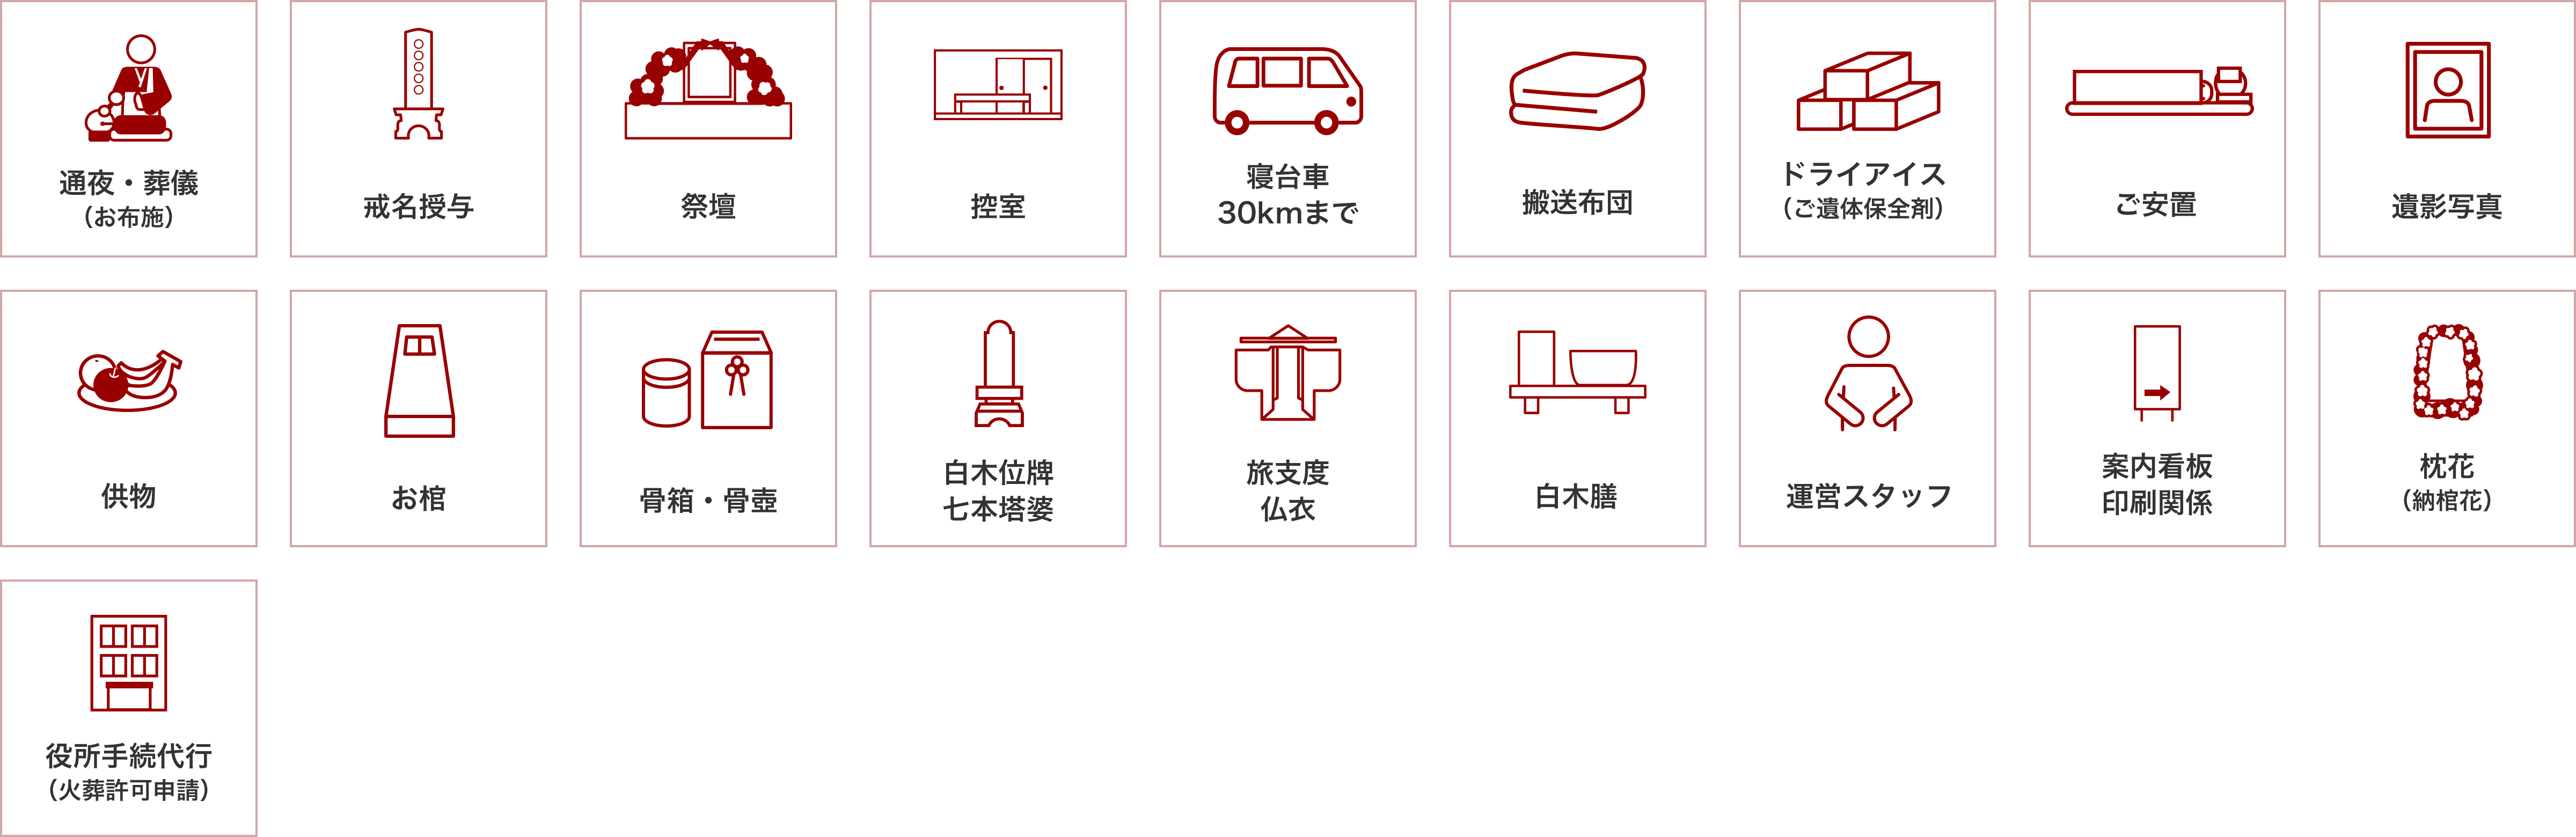 通夜・葬儀
（お布施）
戒名授与
祭壇
控室
寝台車
30kmまで
搬送布団
ドライアイス
（ご遺体保全剤）
ご安置
遺影写真
供物
お棺
骨箱・骨壺
白木位牌
七本塔婆
旅支度
仏衣
白木膳
運営スタッフ
案内看板
印刷関係
枕花
（納棺花）
役所手続代行
（火葬許可申請）